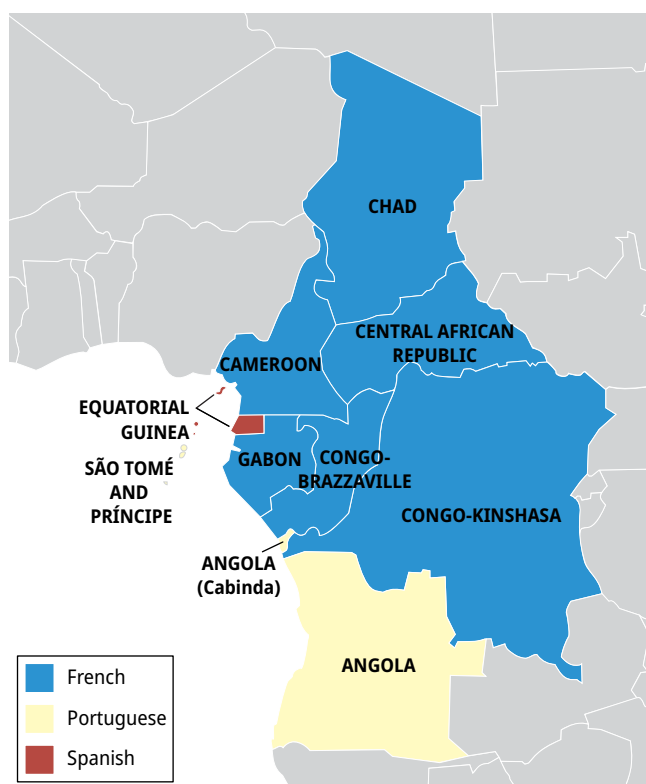 CHAD
CENTRAL AFRICAN
REPUBLIC
CAMEROON
EQUATORIAL
GUINEA
GABON
CONGO-
BRAZZAVILLE
SÃO TOMÉ
AND
PRÍNCIPE
CONGO-KINSHASA
ANGOLA
(Cabinda)
ANGOLA
French
Portuguese
Spanish